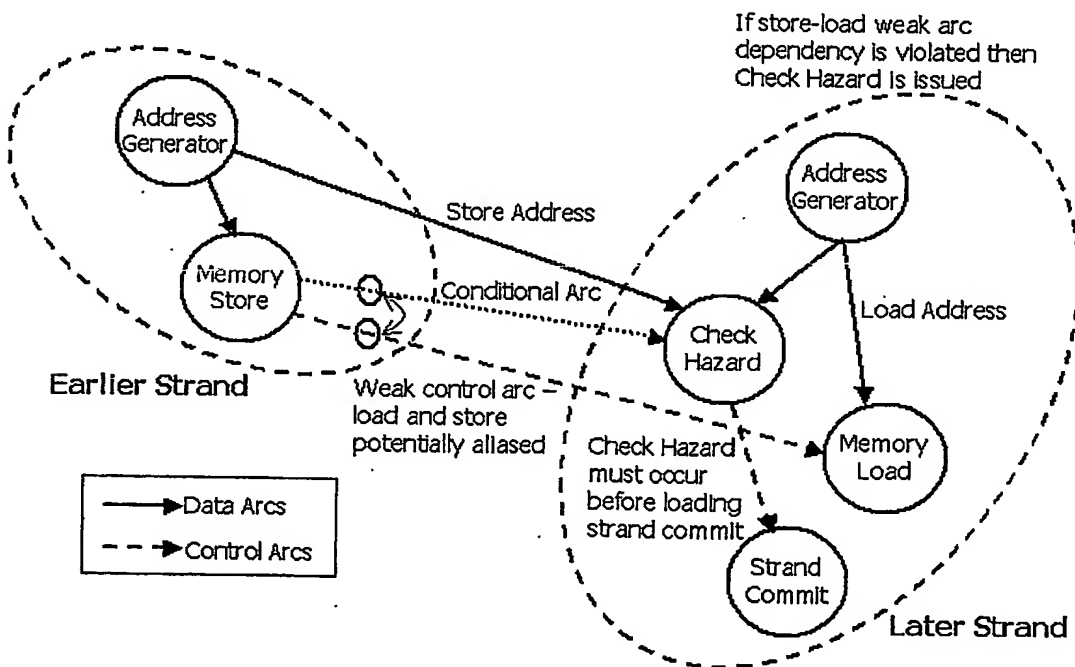 If store-load weak arc
dependency is violated then
Check Hazard is issued
Address
Generator
Address
Generator
Store Address
Memory
Store
Conditional Arc
Load Address
Check
Hazard
Earlier Strand
Weak control arc –
load and store
potentially aliased
Check Hazard
must occur
before loading
strand commit
Memory
Load
Data Arcs
Control Arcs
Strand
Commit
Later Strand